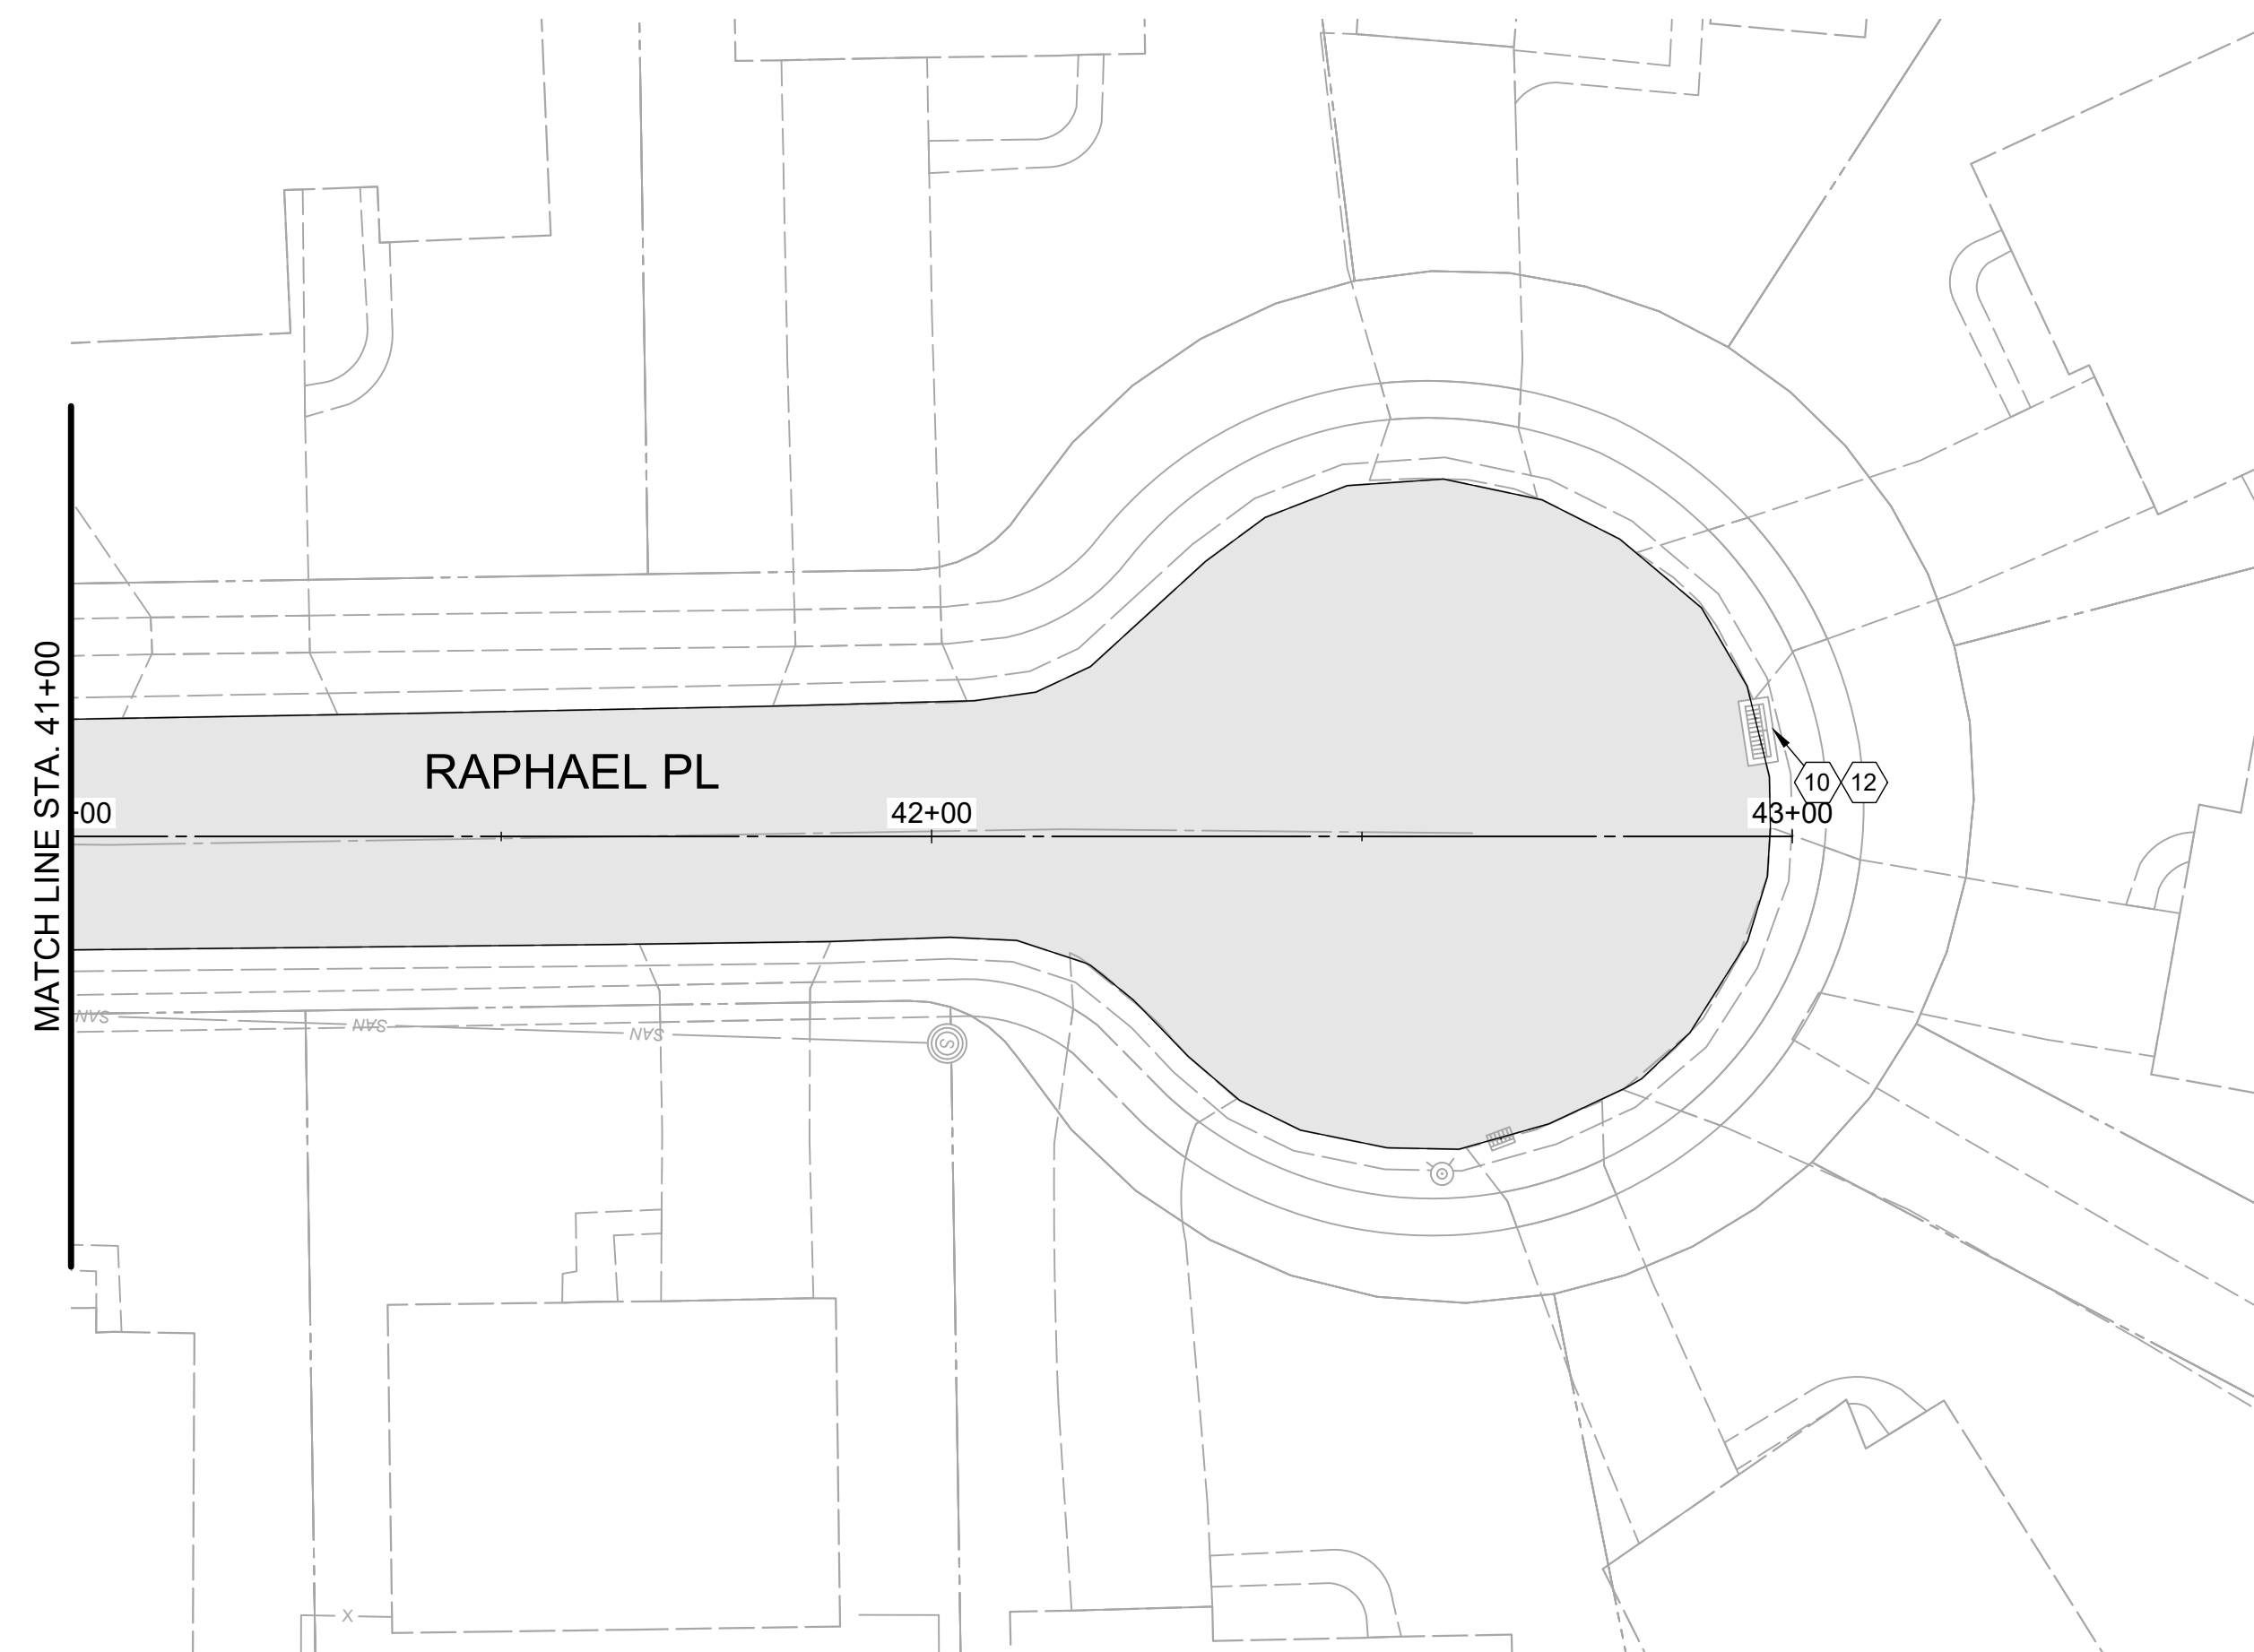 MATCH LINE STA. 41+00
RAPHAEL PL
10 12
+00 42+00 43+00
SAN SAN SAN
S
X